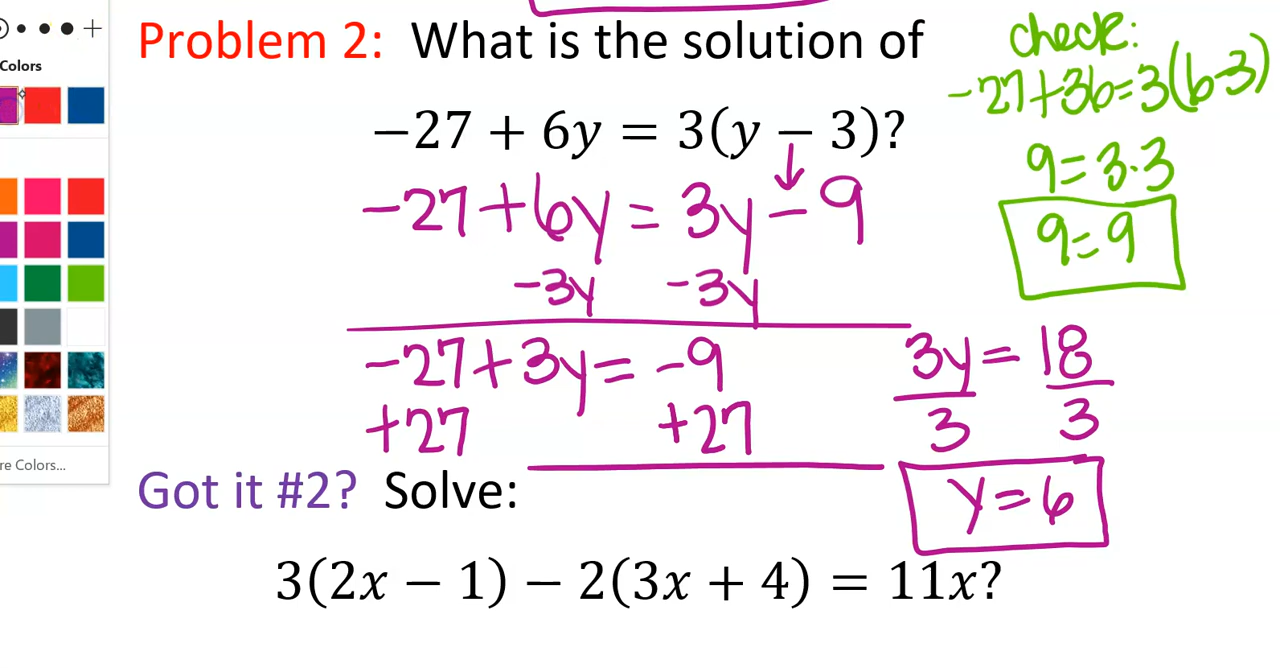 Colors
Problem 2: What is the solution of
−27 + 6y = 3(y − 3)?
-27+6y = 3y - 9
-3y -3y
-27+3y = -9
+27 +27
3y = 18
3 3
y = 6
check:
-27+36=3(6-3)
9=3·3
9=9
re Colors...
Got it #2? Solve:
3(2x − 1) − 2(3x + 4) = 11x?